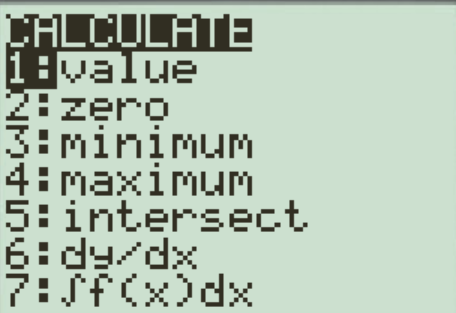 CALCULATE
1:value
2:zero
3:minimum
4:maximum
5:intersect
6:dy/dx
7:∫f(x)dx